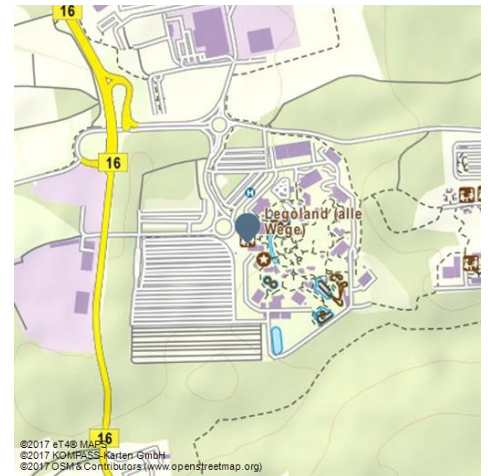 16
16
H
Legoland (alle
Wege)
16
©2017 eT4® MAPS
©2017 KOMPASS-Karten GmbH
©2017 OSM & Contributors (www.openstreetmap.org)